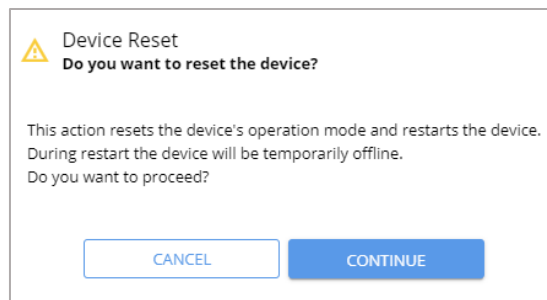 Device Reset
Do you want to reset the device?
This action resets the device's operation mode and restarts the device.
During restart the device will be temporarily offline.
Do you want to proceed?
CANCEL
CONTINUE